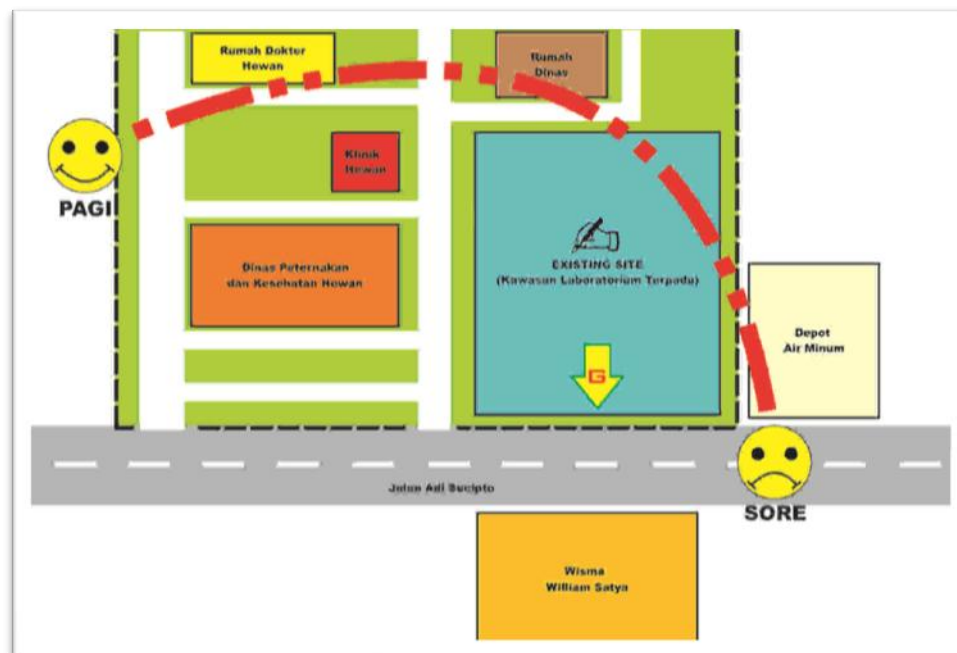 Rumah Dokter
Hewan
Rumah
Dinas
Klinik
Hewan
PAGI
Dinas Peternakan
dan Kesehatan Hewan
EXISTING SITE
(Kawasan Laboratorium Terpadu)
Depot
Air Minum
G
Jalan Adi Sucipto
SORE
Wisma
William Satya